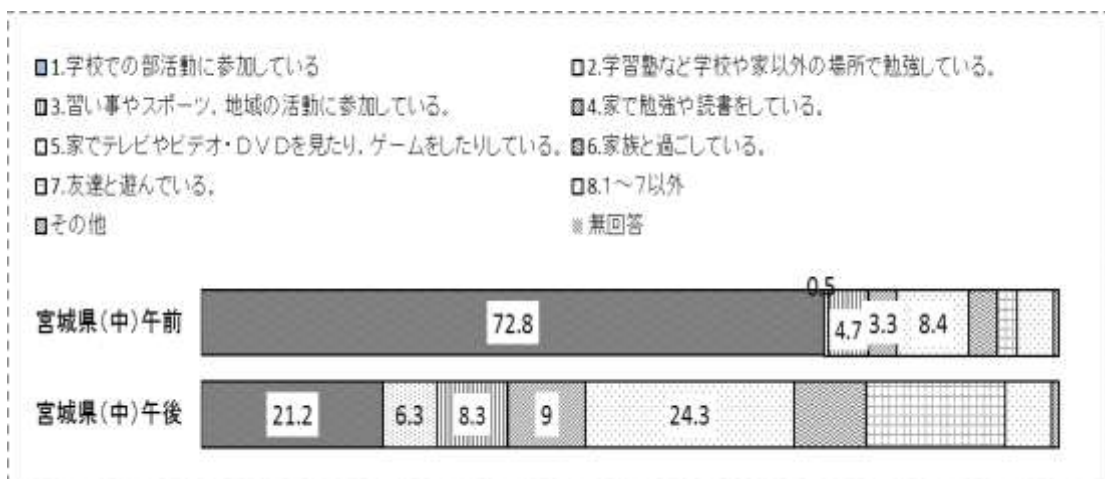 1.学校での部活動に参加している 2.学習塾など学校や家以外の場所で勉強している。
3.習い事やスポーツ，地域の活動に参加している。 4.家で勉強や読書をしている。
5.家でテレビやビデオ・DVDを見たり，ゲームをしたりしている。 6.家族と過ごしている。
7.友達と遊んでいる。 8.1～7以外
その他 無回答
0.5
宮城県(中)午前 72.8 4.7 3.3 8.4
宮城県(中)午後 21.2 6.3 8.3 9 24.3